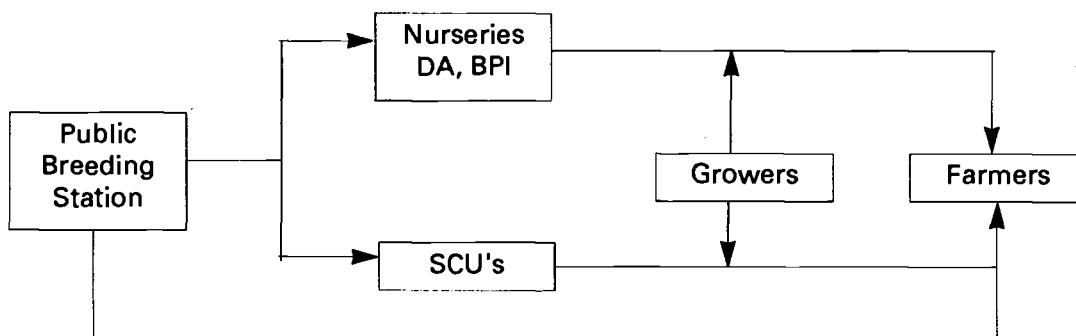 Nurseries
DA, BPI
Public
Breeding
Station
Growers
Farmers
SCU's